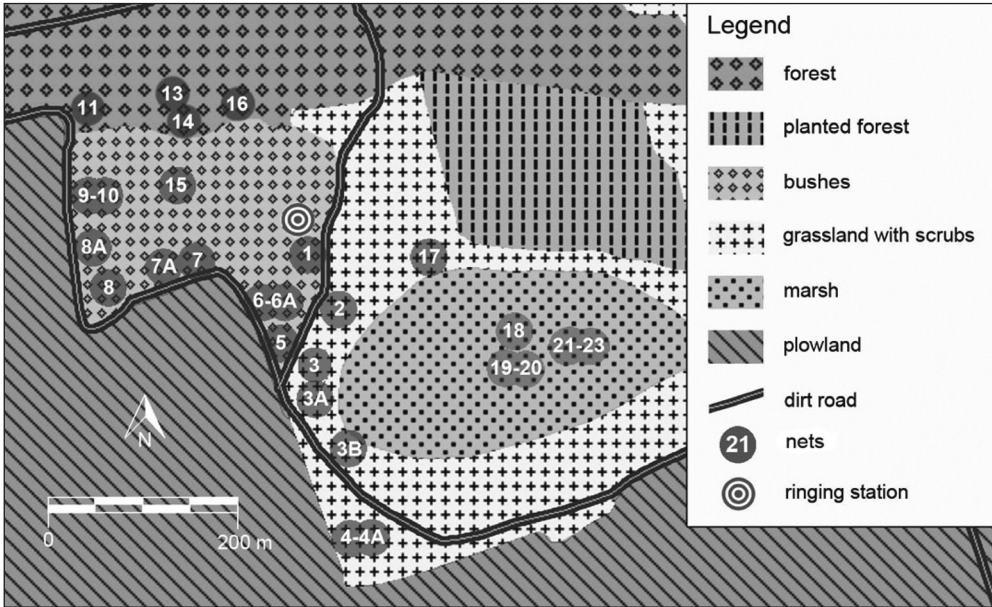 Legend
forest
planted forest
bushes
grassland with scrubs
marsh
plowland
dirt road
21
nets
ringing station
13
11
16
14
15
9-10
8A
1
17
7
7A
8
6-6A
2
5
18
21-23
3
19-20
3A
3B
4-4A
N
0
200 m